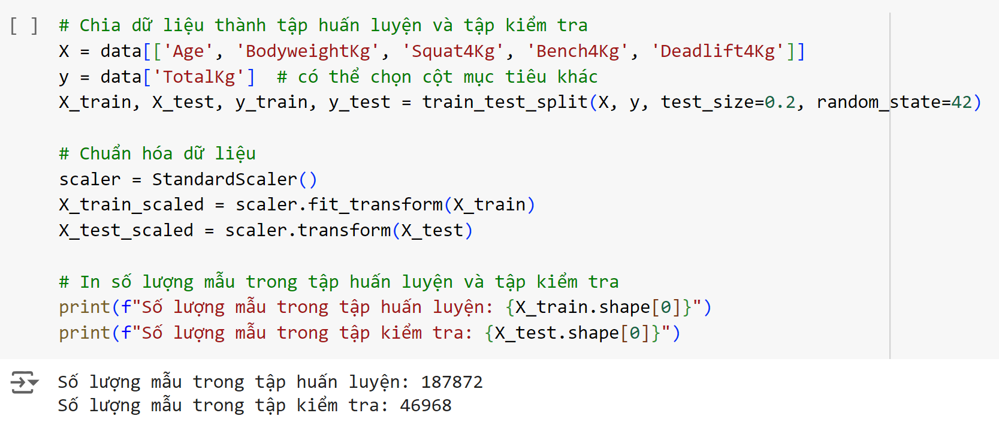 [ ] # Chia dữ liệu thành tập huấn luyện và tập kiểm tra
X = data[['Age', 'BodyweightKg', 'Squat4Kg', 'Bench4Kg', 'Deadlift4Kg']]
y = data['TotalKg']  # có thể chọn cột mục tiêu khác
X_train, X_test, y_train, y_test = train_test_split(X, y, test_size=0.2, random_state=42)
# Chuẩn hóa dữ liệu
scaler = StandardScaler()
X_train_scaled = scaler.fit_transform(X_train)
X_test_scaled = scaler.transform(X_test)
# In số lượng mẫu trong tập huấn luyện và tập kiểm tra
print(f"Số lượng mẫu trong tập huấn luyện: {X_train.shape[0]}")
print(f"Số lượng mẫu trong tập kiểm tra: {X_test.shape[0]}")
Số lượng mẫu trong tập huấn luyện: 187872
Số lượng mẫu trong tập kiểm tra: 46968